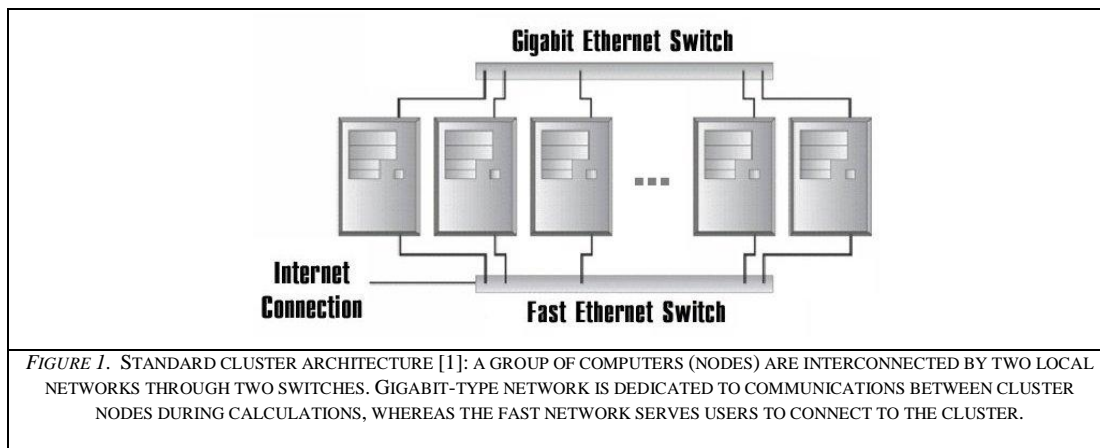 Gigabit Ethernet Switch
Internet
Connection
Fast Ethernet Switch
FIGURE 1. STANDARD CLUSTER ARCHITECTURE [1]: A GROUP OF COMPUTERS (NODES) ARE INTERCONNECTED BY TWO LOCAL
NETWORKS THROUGH TWO SWITCHES. GIGABIT-TYPE NETWORK IS DEDICATED TO COMMUNICATIONS BETWEEN CLUSTER
NODES DURING CALCULATIONS, WHEREAS THE FAST NETWORK SERVES USERS TO CONNECT TO THE CLUSTER.